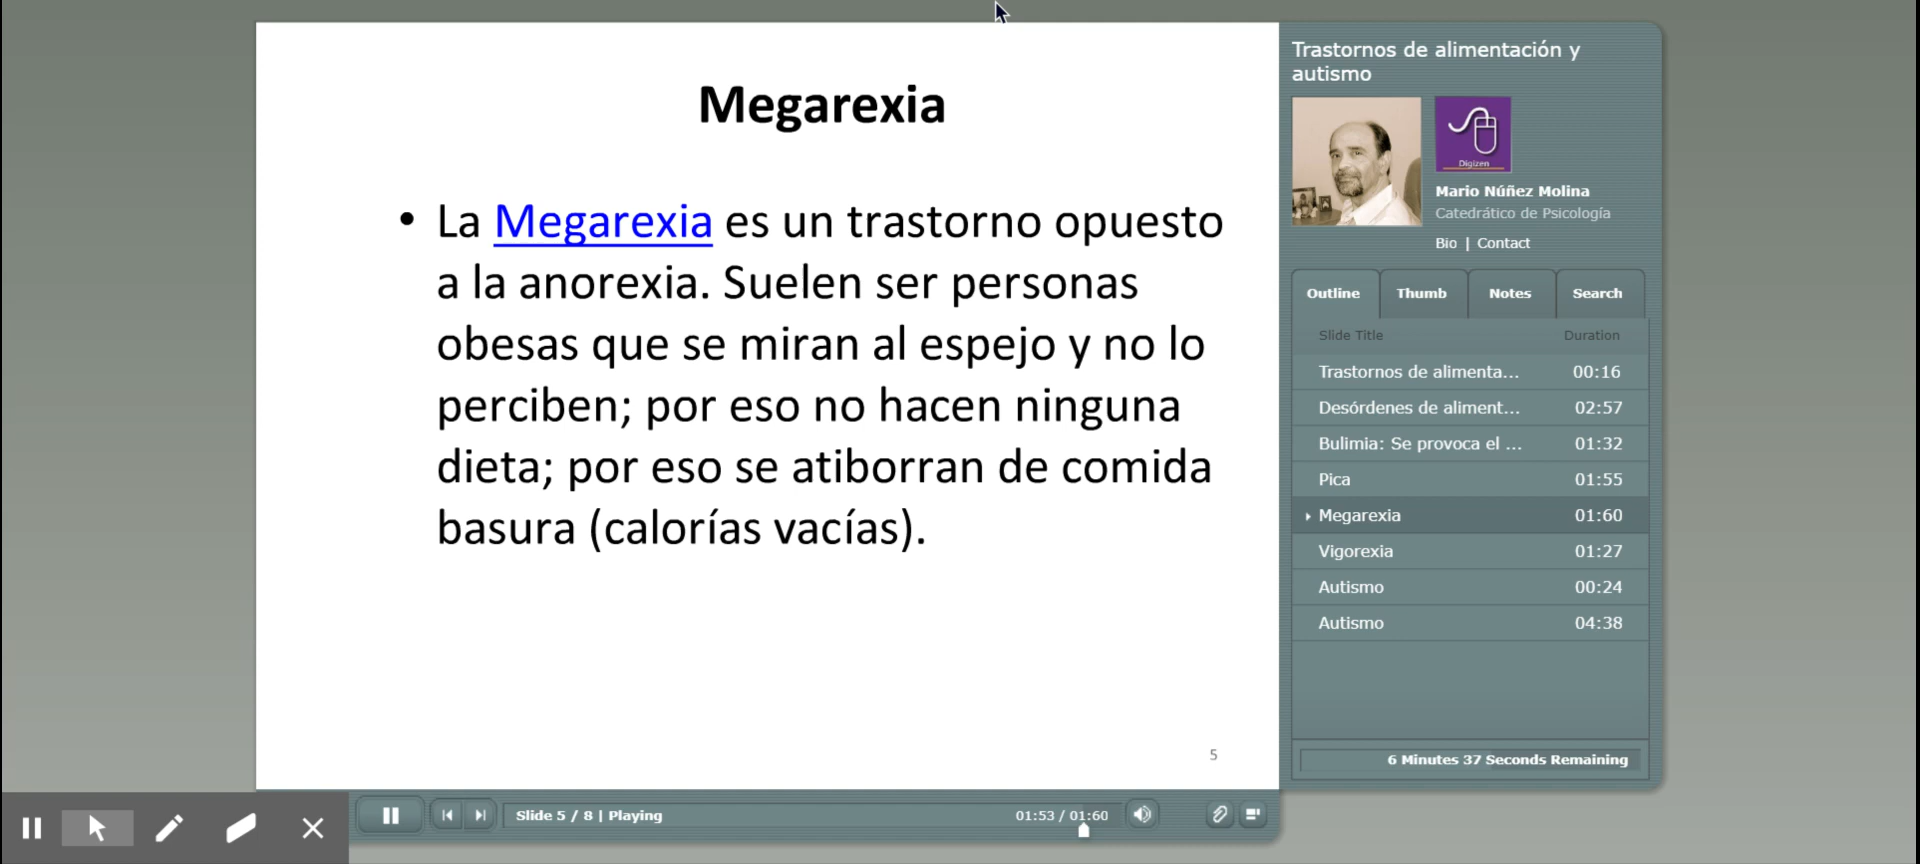 Megarexia
• La Megarexia es un trastorno opuesto
a la anorexia. Suelen ser personas
obesas que se miran al espejo y no lo
perciben; por eso no hacen ninguna
dieta; por eso se atiborran de comida
basura (calorías vacías).
5
Trastornos de alimentación y
autismo
Digizen
Mario Núñez Molina
Catedrático de Psicología
Bio | Contact
Outline Thumb Notes Search
Slide Title Duration
Trastornos de alimenta... 00:16
Desórdenes de aliment... 02:57
Bulimia: Se provoca el ... 01:32
Pica 01:55
Megarexia 01:60
Vigorexia 01:27
Autismo 00:24
Autismo 04:38
6 Minutes 37 Seconds Remaining
Slide 5 / 8 | Playing 01:53 / 01:60